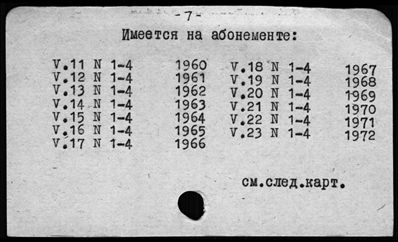 -7-
Имеется на абонементе:
V.11 N 1-4 1960 V.18 N 1-4 1967
V.12 N 1-4 1961 V.19 N 1-4 1968
V.13 N 1-4 1962 V.20 N 1-4 1969
V.14 N 1-4 1963 V.21 N 1-4 1970
V.15 N 1-4 1964 V.22 N 1-4 1971
V.16 N 1-4 1965 V.23 N 1-4 1972
V.17 N 1-4 1966
см.след.карт.